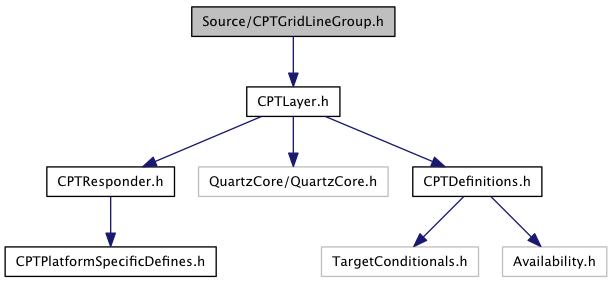 Source/CPTGridLineGroup.h
CPTLayer.h
CPTResponder.h
QuartzCore/QuartzCore.h
CPTDefinitions.h
CPTPlatformSpecificDefines.h
TargetConditionals.h
Availability.h